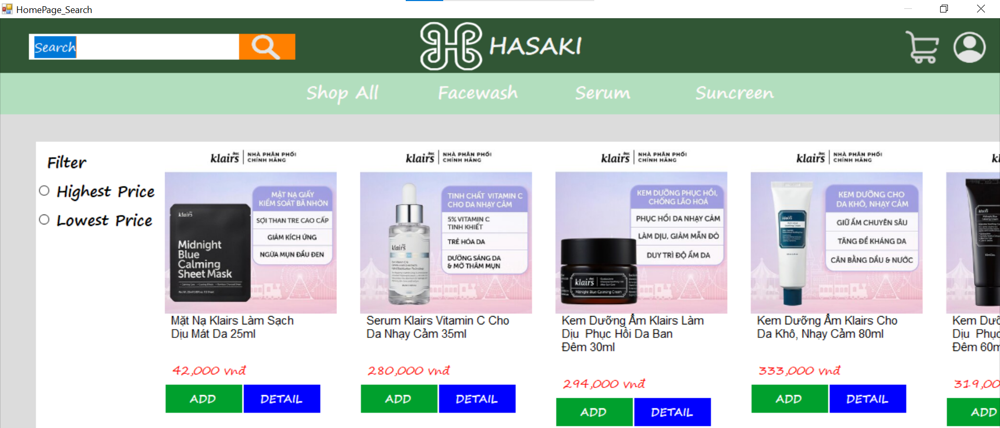 HomePage_Search
Search
HASAKI
Shop All
Facewash
Serum
Suncreen
Filter
Highest Price
Lowest Price
klairs
NHÀ PHÂN PHỐI
CHÍNH HÃNG
MẶT NẠ GIẤY
KIỂM SOÁT BÃ NHỜN
SỢI THAN TRE CAO CẤP
GIẢM KÍCH ỨNG
NGỪA MỤN ĐẦU ĐEN
klairs
Midnight
Blue
Calming
Sheet Mask
Mặt Nạ Klairs Làm Sạch
Dịu Mát Da 25ml
42,000 vnđ
ADD
DETAIL
klairs
NHÀ PHÂN PHỐI
CHÍNH HÃNG
TINH CHẤT VITAMIN C
CHO DA NHẠY CẢM
5% VITAMIN C
TINH KHIẾT
TRẺ HÓA DA
DƯỠNG SÁNG DA
& MỜ THÂM MỤN
klairs
Serum Klairs Vitamin C Cho
Da Nhạy Cảm 35ml
280,000 vnđ
ADD
DETAIL
klairs
NHÀ PHÂN PHỐI
CHÍNH HÃNG
KEM DƯỠNG PHỤC HỒI,
CHỐNG LÃO HOÁ
PHỤC HỒI DA NHẠY CẢM
LÀM DỊU, GIẢM MẨN ĐỎ
DUY TRÌ ĐỘ ẨM DA
klairs
Midnight Blue Calming Cream
Kem Dưỡng Ẩm Klairs Làm
Dịu  Phục Hồi Da Ban
Đêm 30ml
294,000 vnđ
ADD
DETAIL
klairs
NHÀ PHÂN PHỐI
CHÍNH HÃNG
KEM DƯỠNG CHO
DA KHÔ, NHẠY CẢM
GIỮ ẨM CHUYÊN SÂU
TĂNG ĐỀ KHÁNG DA
CÂN BẰNG DẦU & NƯỚC
klairs
Kem Dưỡng Ẩm Klairs Cho
Da Khô, Nhạy Cảm 80ml
333,000 vnđ
ADD
DETAIL
klairs
Kem
Dịu
Đêm
ADD